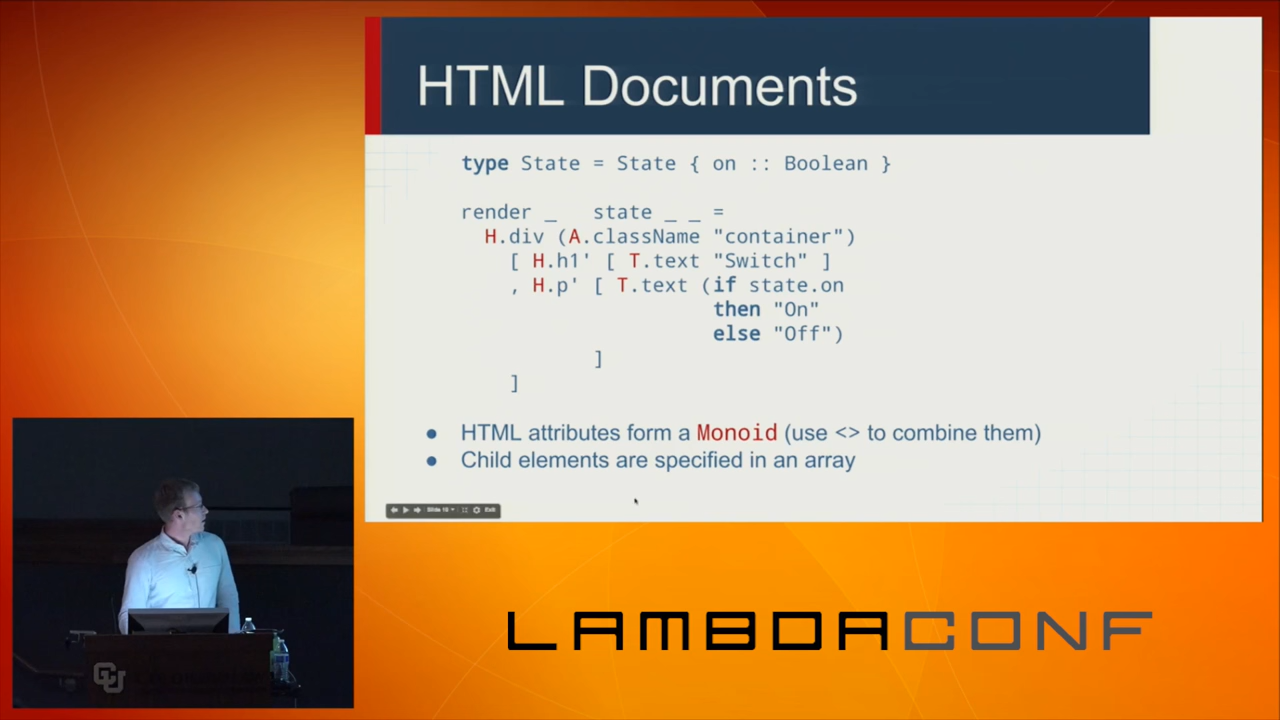 HTML Documents
type State = State { on :: Boolean }
render _   state _ _ =
H.div (A.className "container")
[ H.h1' [ T.text "Switch" ]
, H.p' [ T.text (if state.on
then "On"
else "Off")
]
]
● HTML attributes form a Monoid (use <> to combine them)
● Child elements are specified in an array
Exit
CU
LAMBDACONF